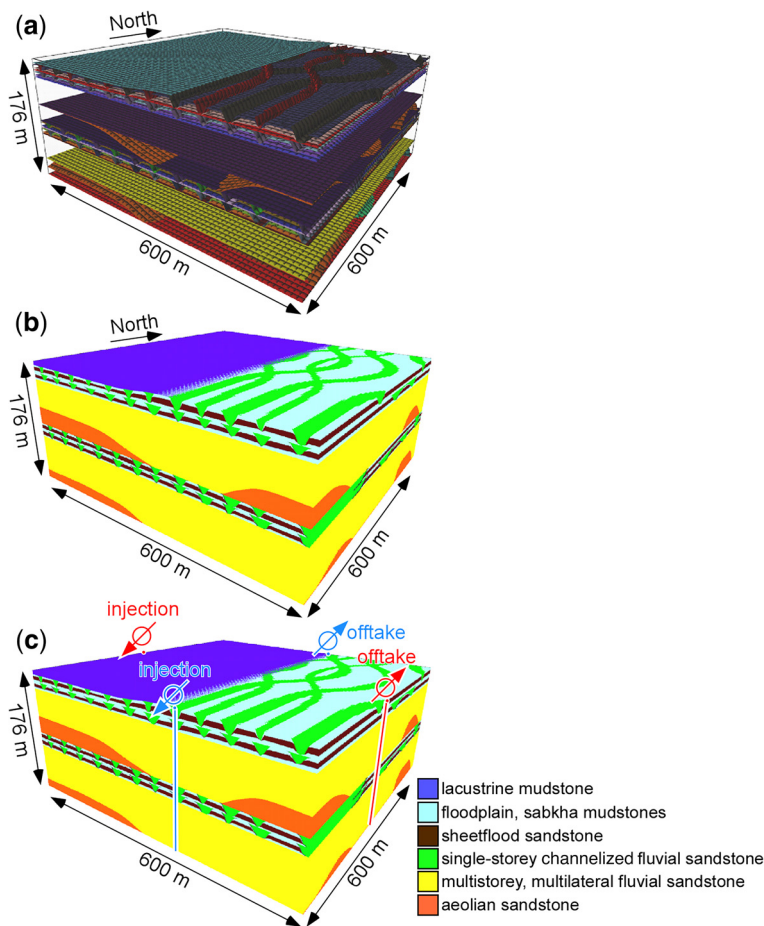 (a)
North
176 m
600 m
600 m
(b)
North
176 m
600 m
600 m
(c)
injection
offtake
injection
offtake
176 m
600 m
600 m
lacustrine mudstone
floodplain, sabkha mudstones
sheetflood sandstone
single-storey channelized fluvial sandstone
multistorey, multilateral fluvial sandstone
aeolian sandstone